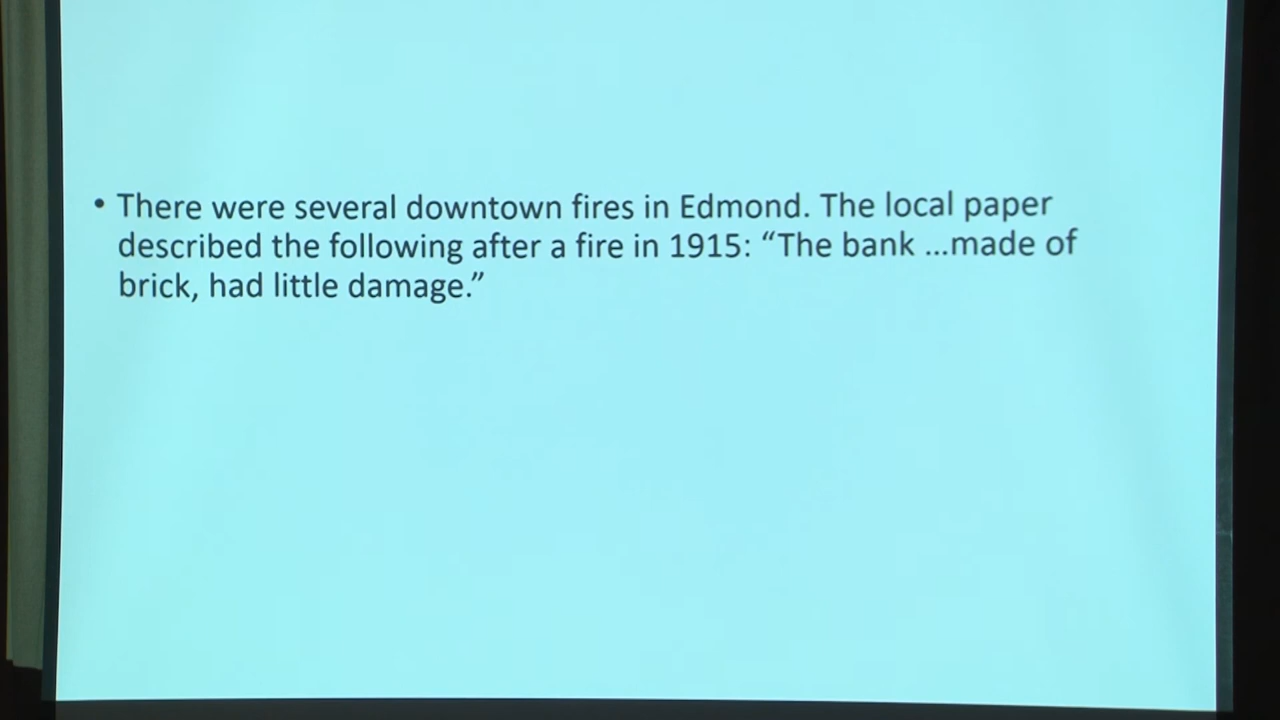 • There were several downtown fires in Edmond. The local paper
described the following after a fire in 1915: “The bank ...made of
brick, had little damage.”